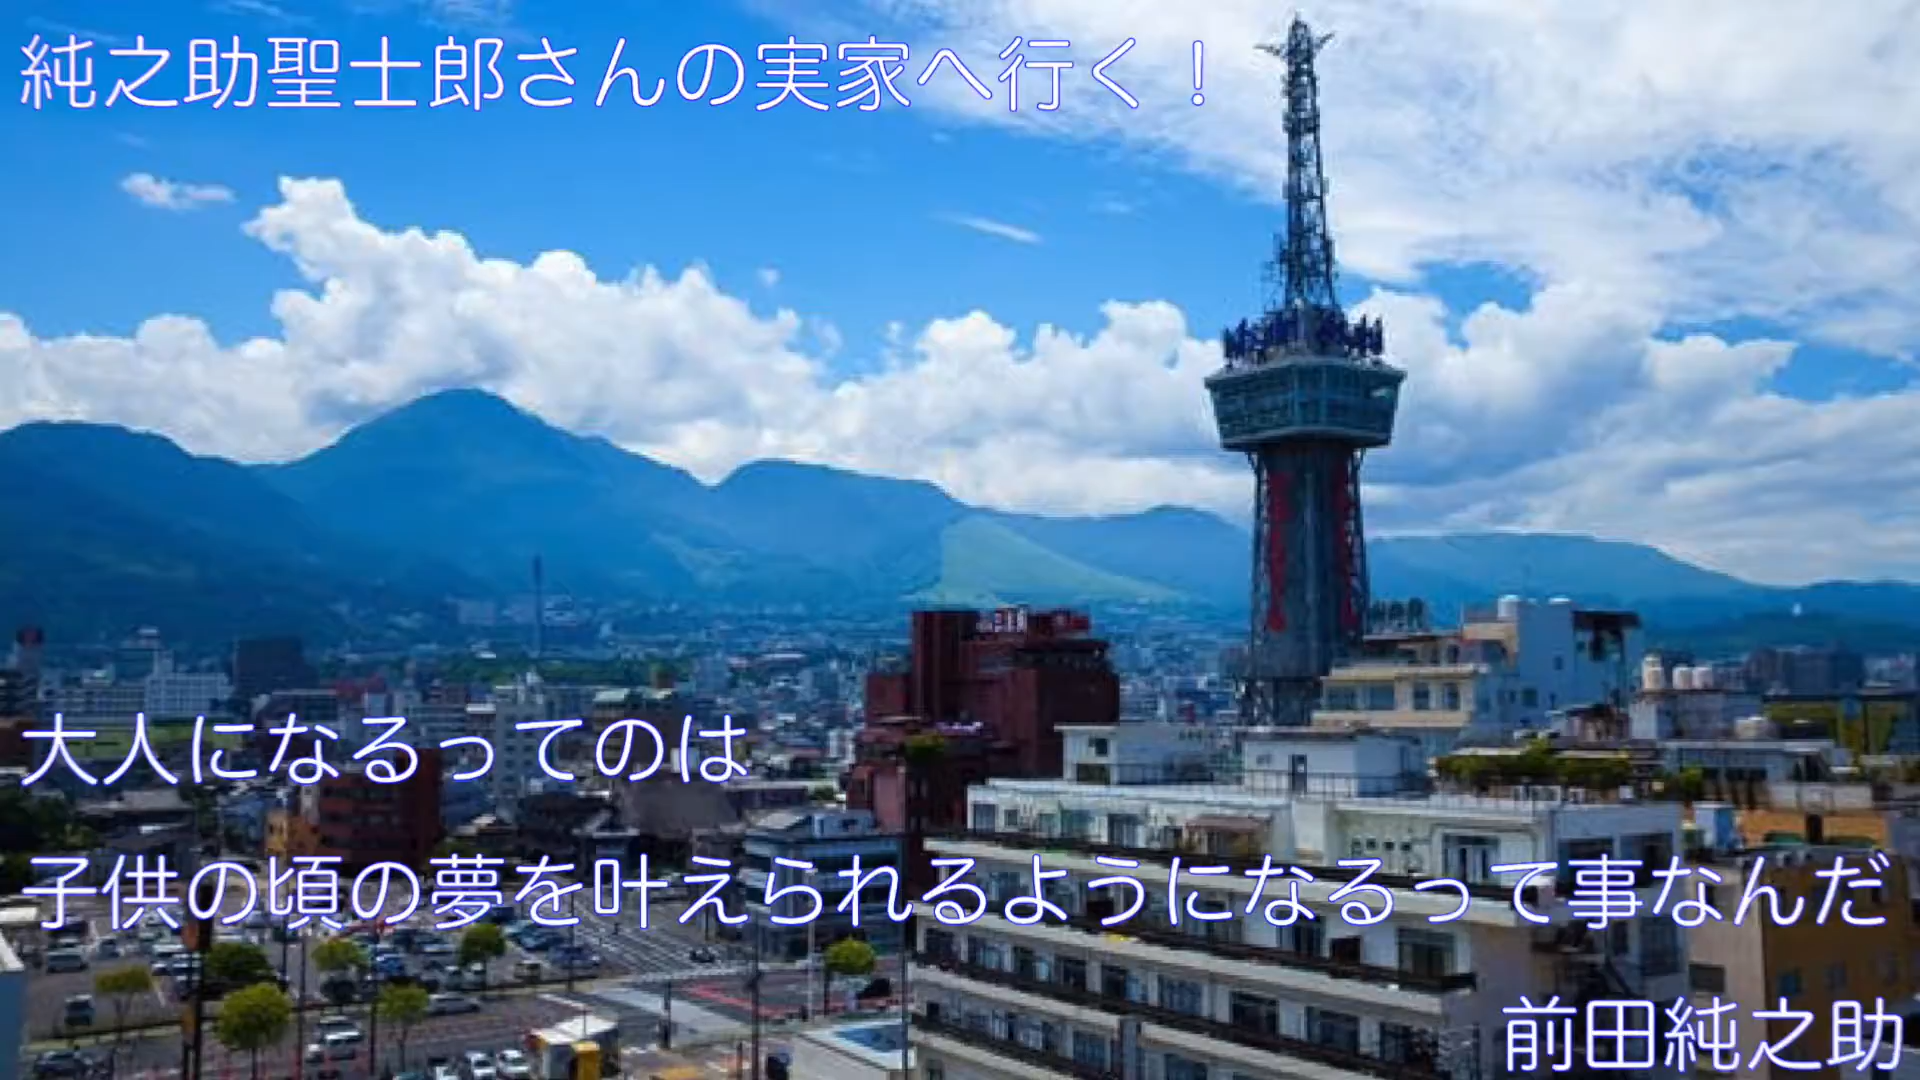 純之助聖士郎さんの実家へ行く！
大人になるってのは
子供の頃の夢を叶えられるようになるって事なんだ
前田純之助